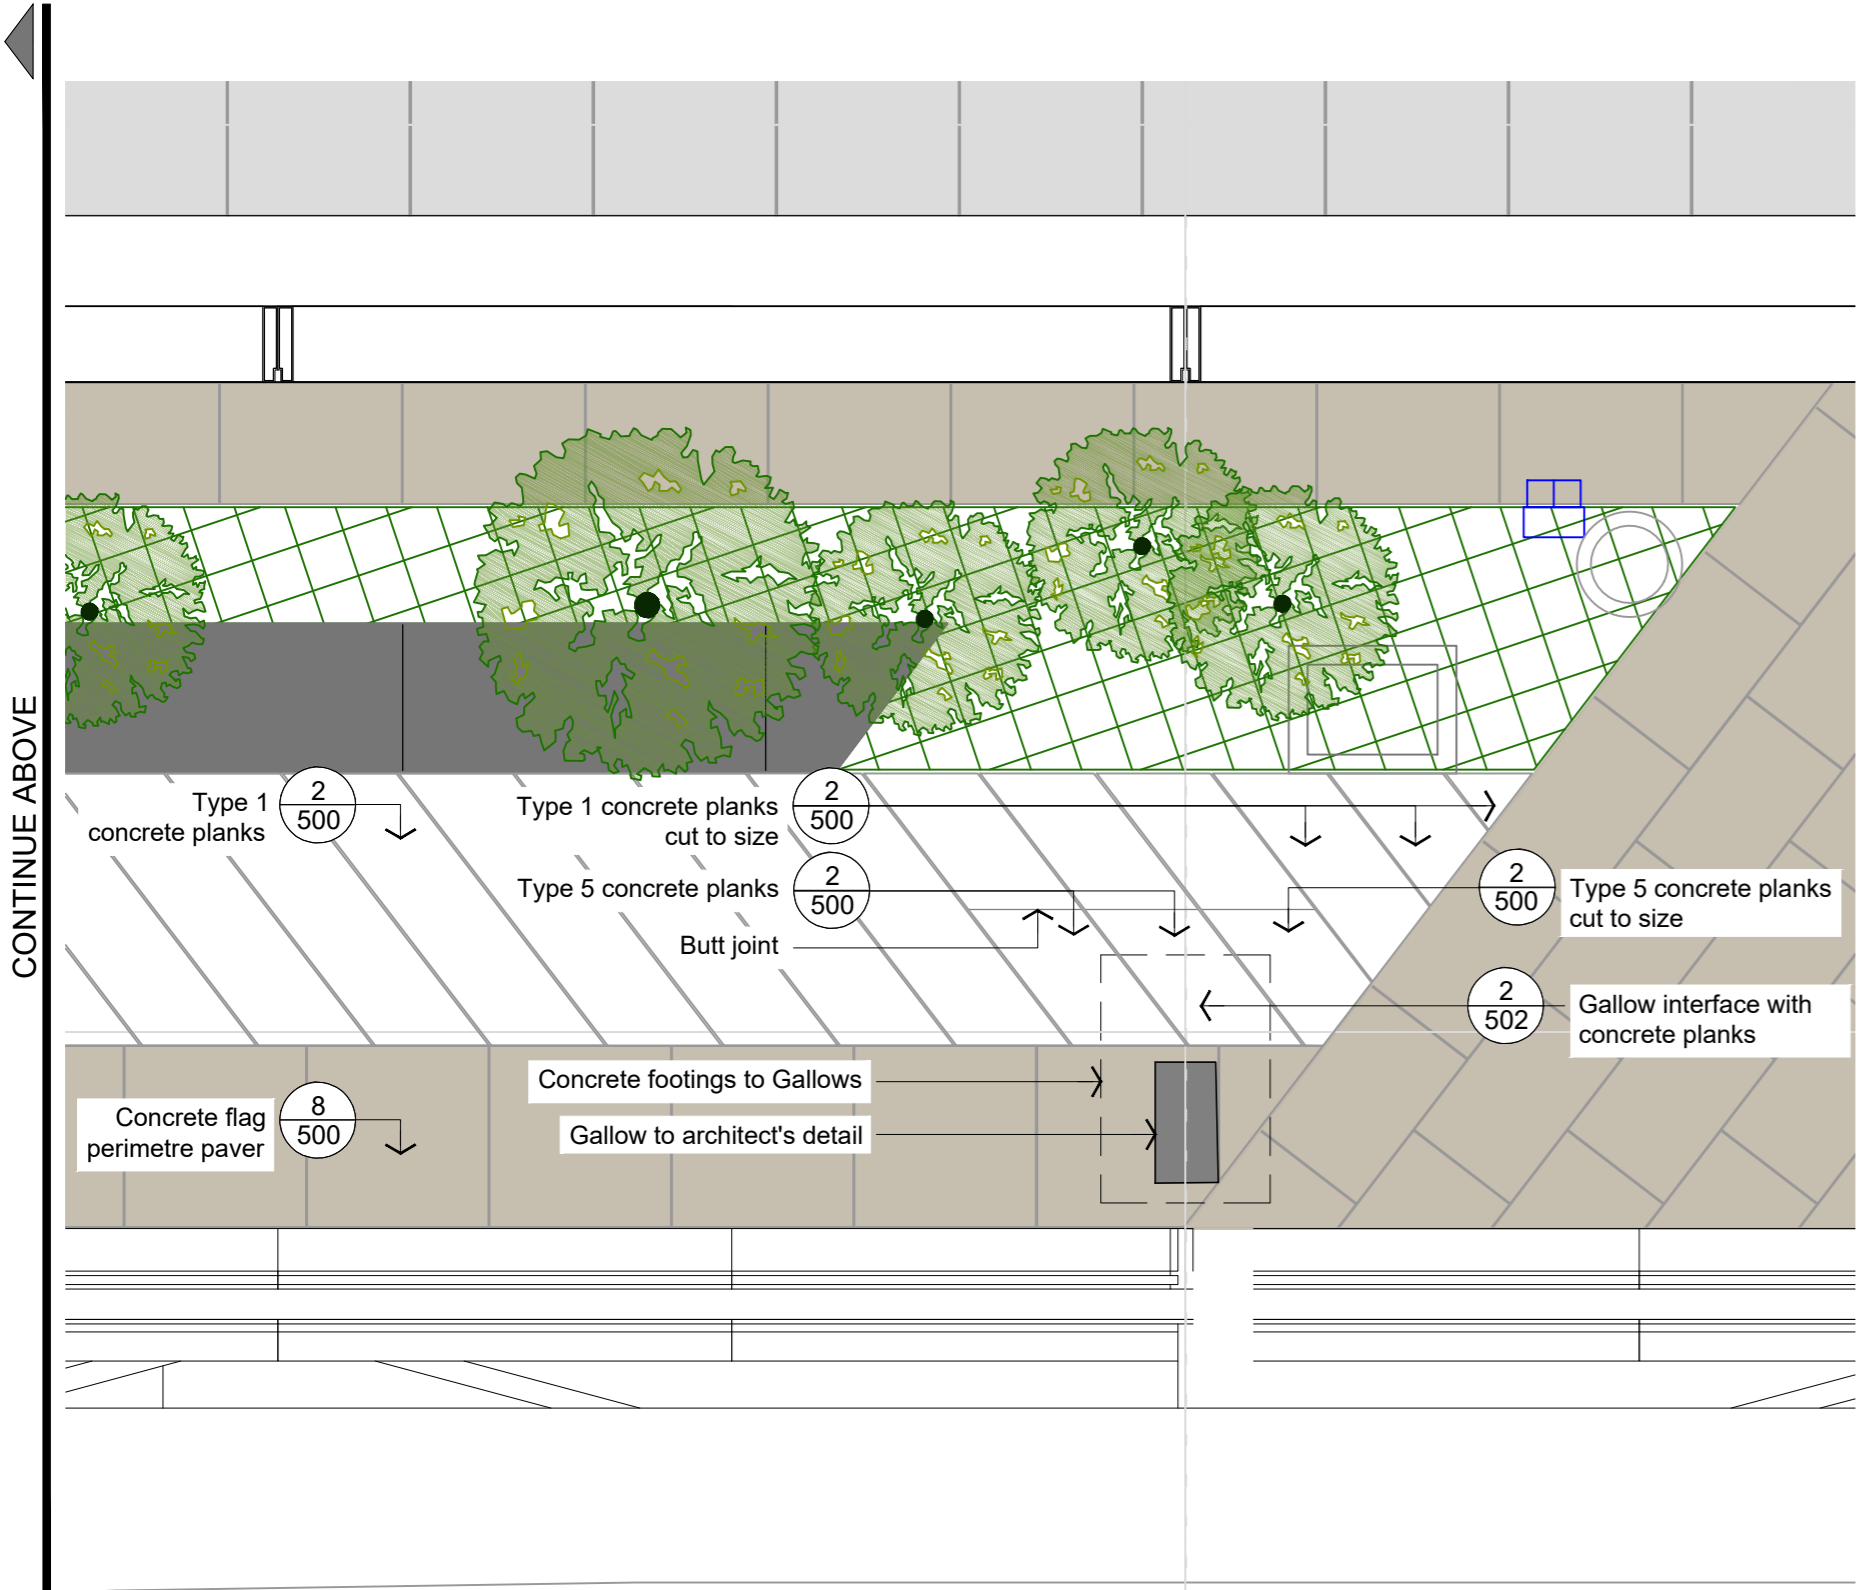 CONTINUE ABOVE
Type 1
concrete planks
2
500
Type 1 concrete planks
cut to size
2
500
Type 5 concrete planks
2
500
Butt joint
2
500
Type 5 concrete planks
cut to size
2
502
Gallow interface with
concrete planks
Concrete footings to Gallows
Gallow to architect's detail
Concrete flag
perimetre paver
8
500